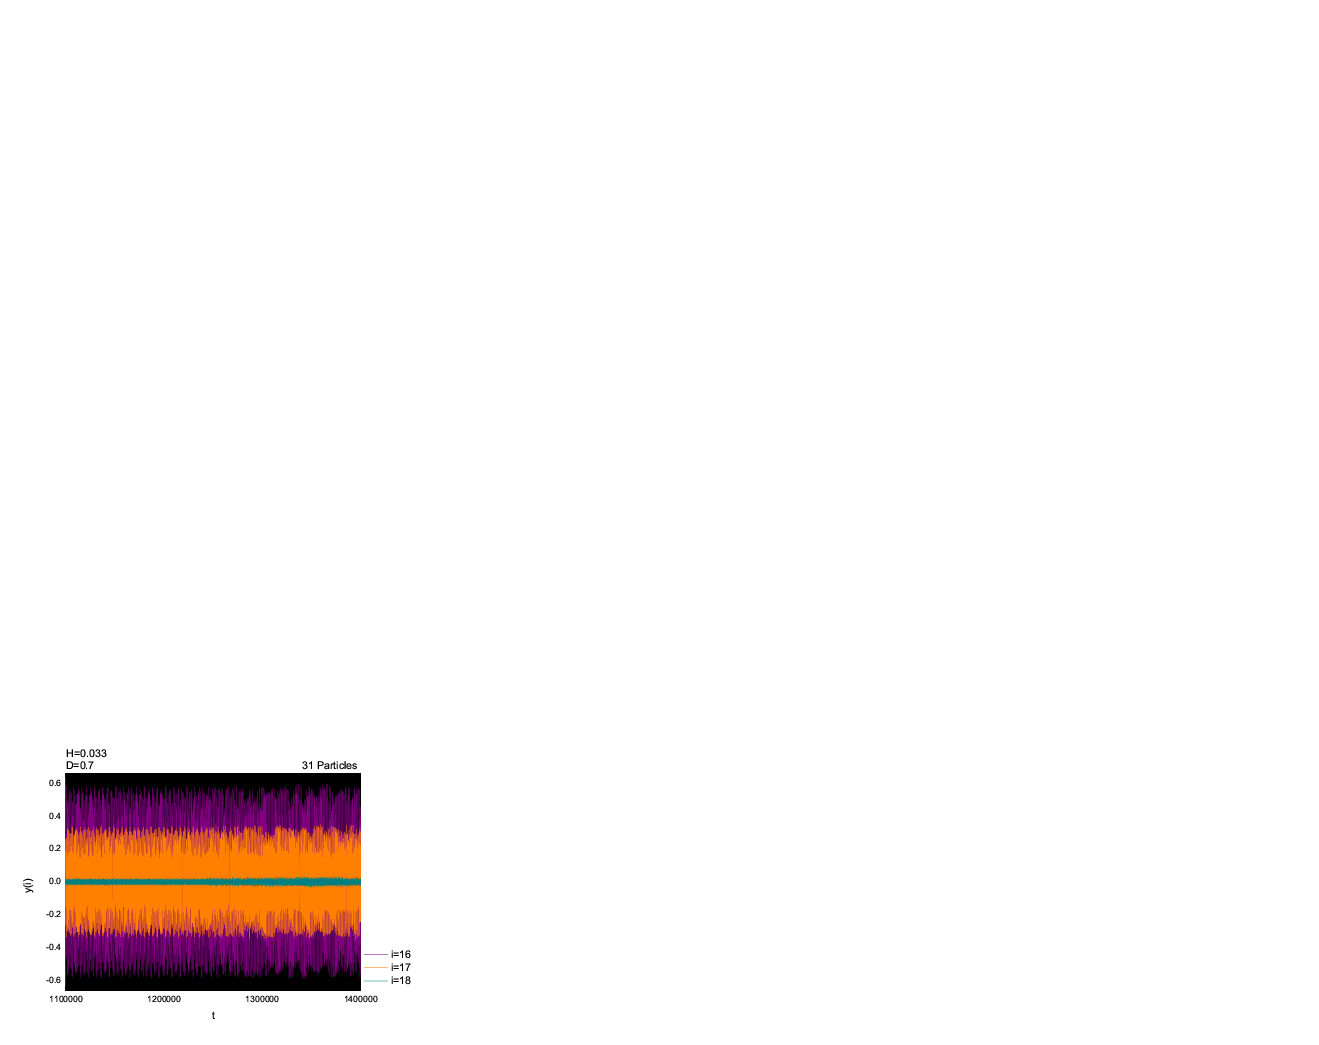 H=0.033
D=0.7
31 Particles
0.6
0.4
0.2
0.0
-0.2
-0.4
-0.6
y(i)
i=16
i=17
i=18
1100000
1200000
1300000
1400000
t